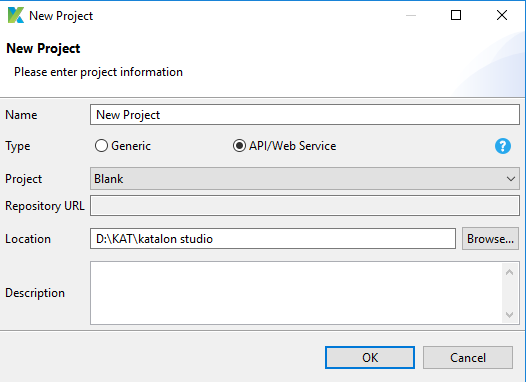 New Project
New Project
Please enter project information
Name New Project
Type Generic API/Web Service ?
Project Blank
Repository URL
Location D:\KAT\katalon studio Browse...
Description
OK Cancel